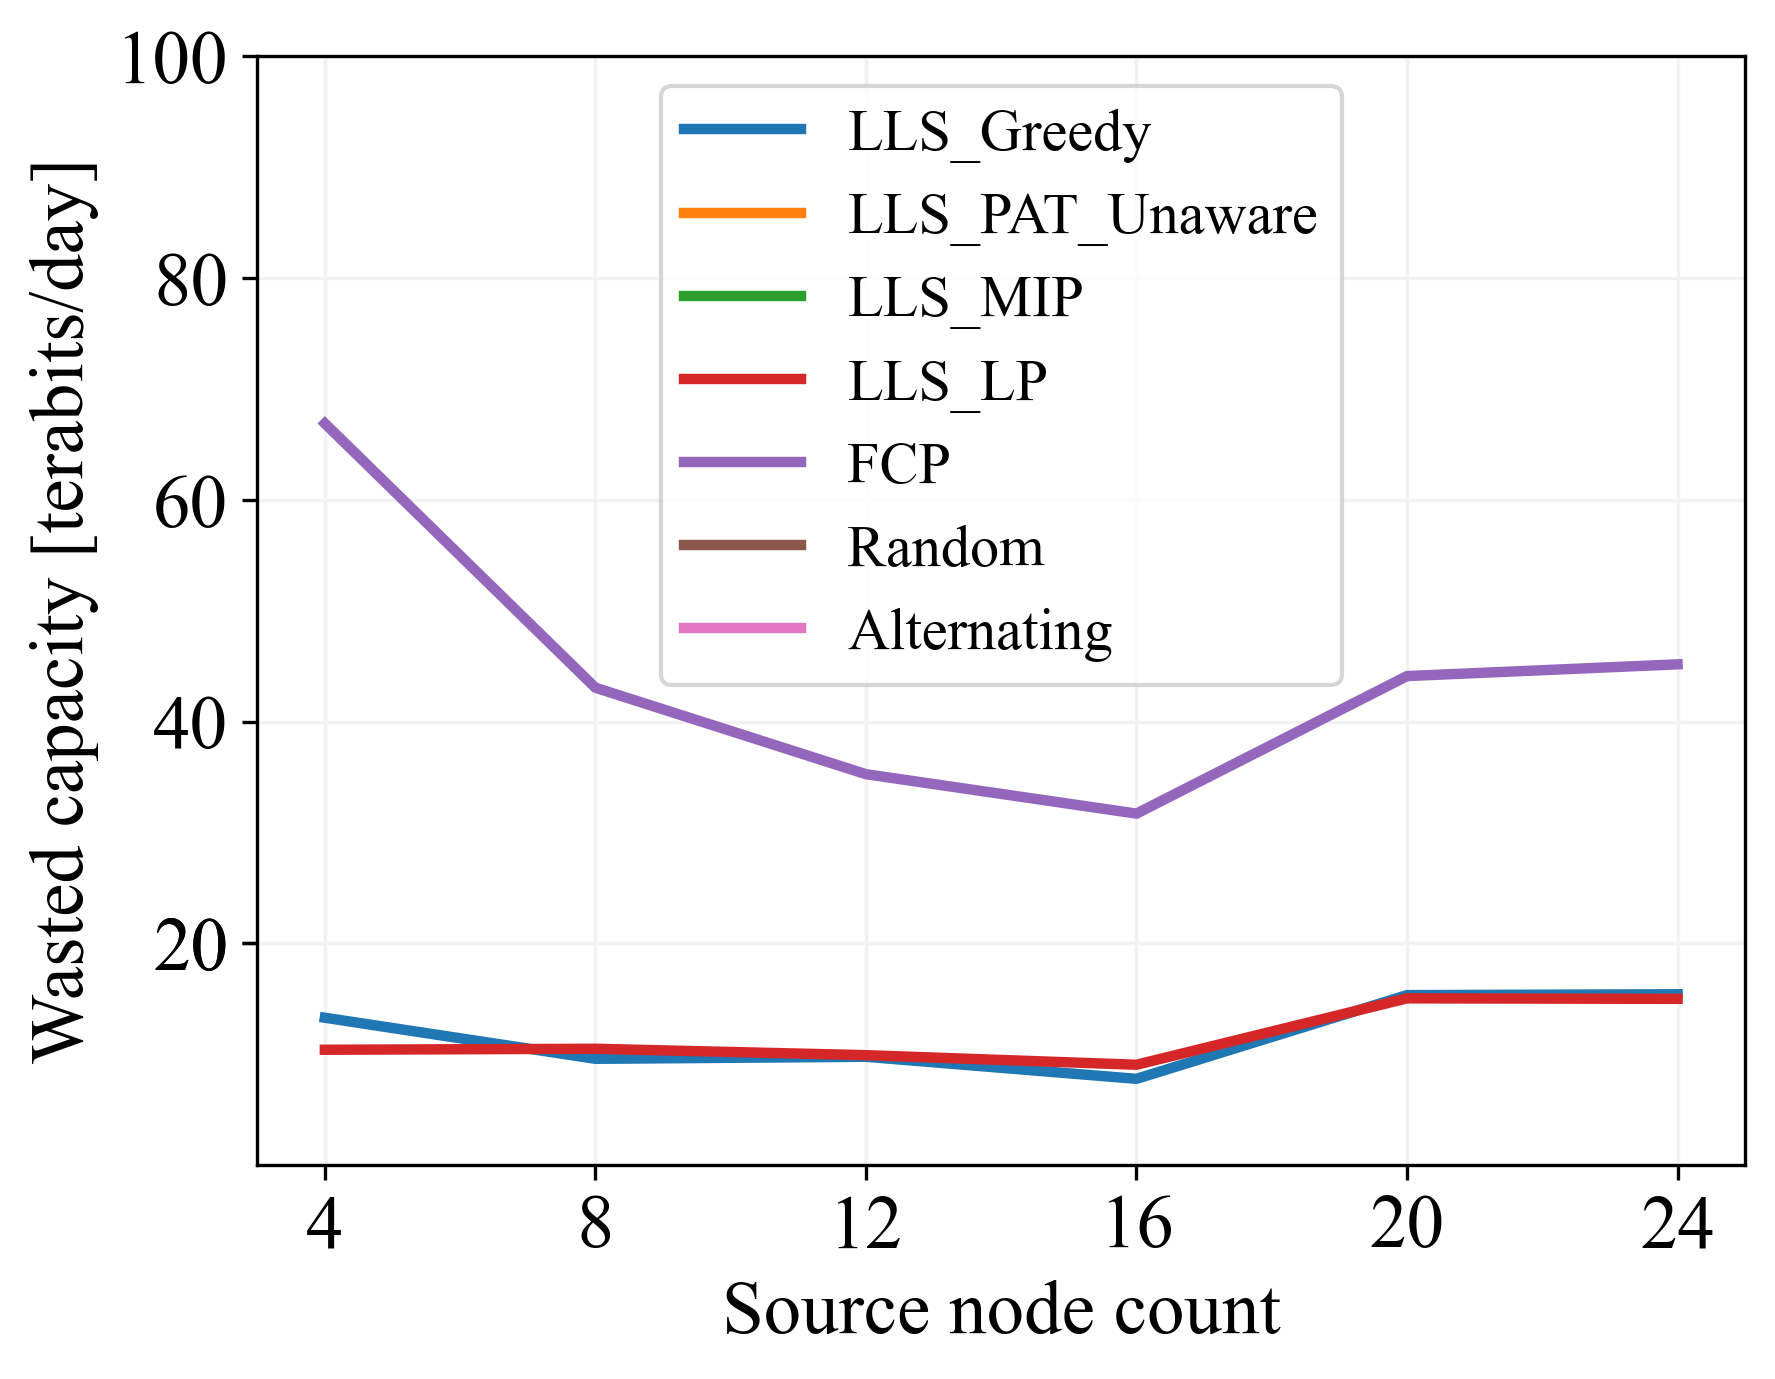 Wasted capacity [terabits/day]
100
80
60
40
20
LLS_Greedy
LLS_PAT_Unaware
LLS_MIP
LLS_LP
FCP
Random
Alternating
4 8 12 16 20 24
Source node count